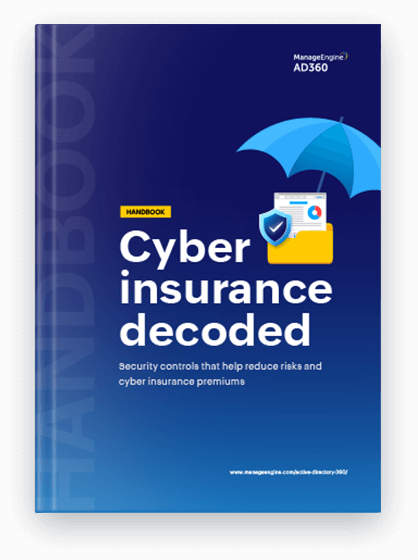 ManageEngine
AD360
HANDBOOK
HANDBOOK
Cyber
insurance
decoded
Security controls that help reduce risks and
cyber insurance premiums
www.manageengine.com/active-directory-360/